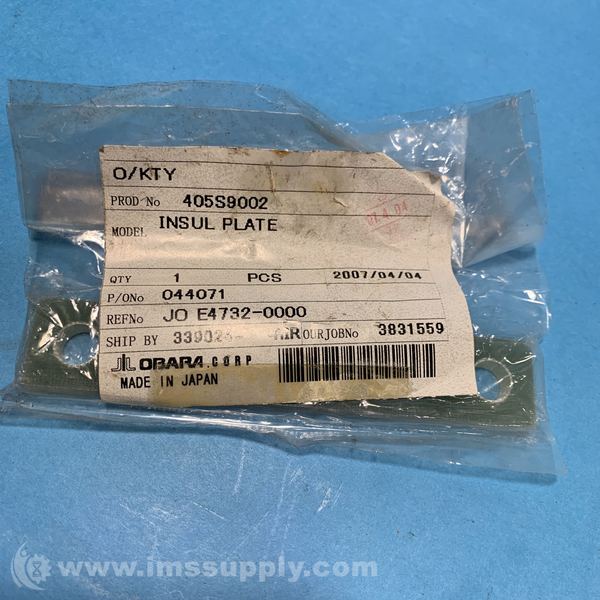 O/KTY
PROD No 405S9002
MODEL INSUL PLATE
QTY 1 PCS 2007/04/04
P/ONo 044071
REFNo JO E4732-0000
SHIP BY AIR OURJOBNo 3831559
OBARA.CORP
MADE IN JAPAN
www.imssupply.com